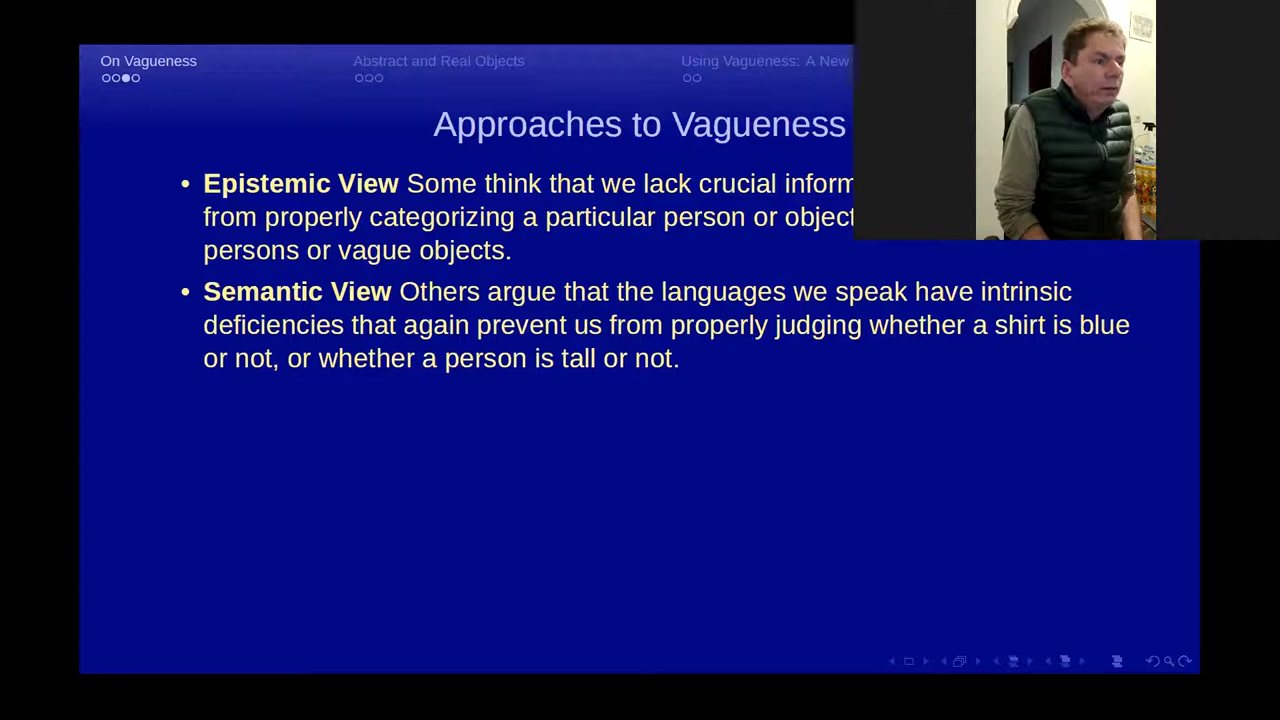 On Vagueness
Abstract and Real Objects
Using Vagueness: A New
Approaches to Vagueness
• Epistemic View Some think that we lack crucial
from properly categorizing a particular person or object
persons or vague objects.
• Semantic View Others argue that the languages we speak have intrinsic
deficiencies that again prevent us from properly judging whether a shirt is blue
or not, or whether a person is tall or not.